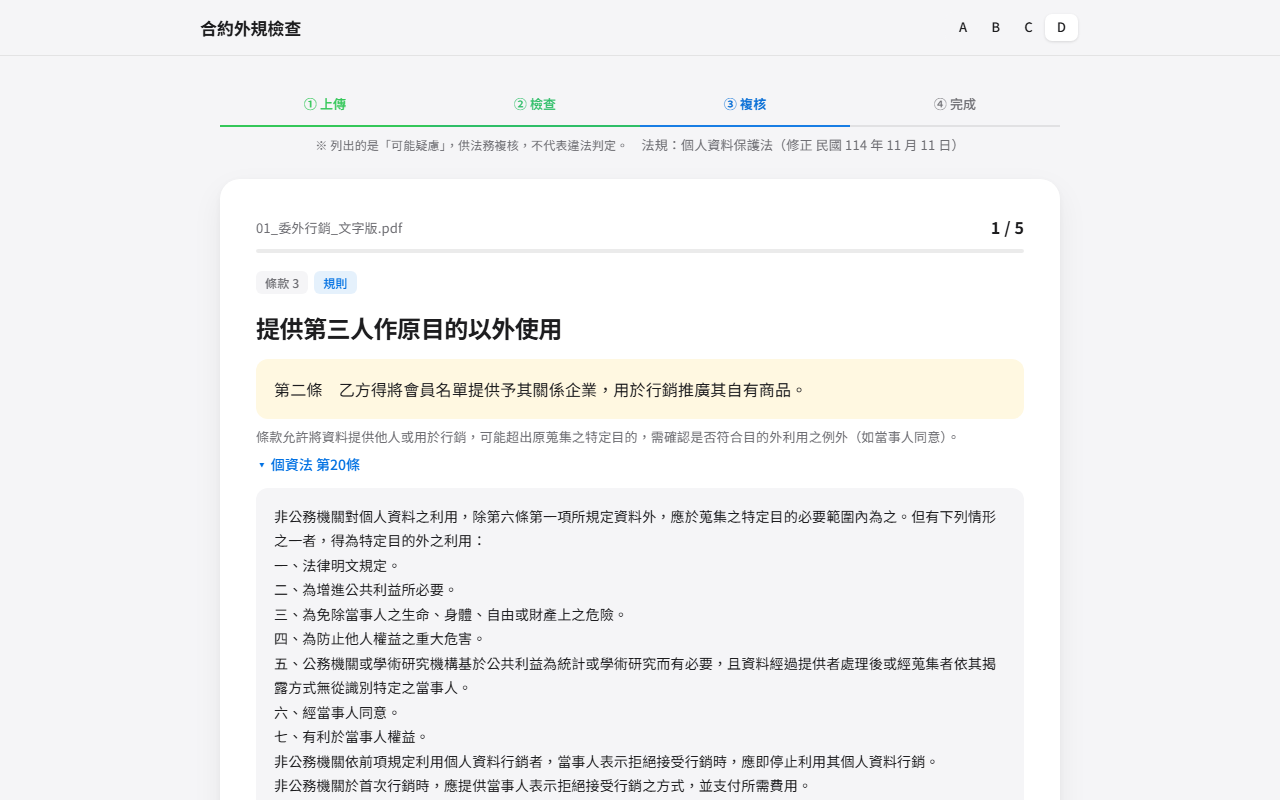 合約外規檢查
A B C D
① 上傳 ② 檢查 ③ 複核 ④ 完成
※ 列出的是「可能疑慮」，供法務複核，不代表違法判定。 法規：個人資料保護法（修正 民國 114 年 11 月 11 日）
01_委外行銷_文字版.pdf 1 / 5
條款 3 規則
提供第三人作原目的以外使用
第二條　乙方得將會員名單提供予其關係企業，用於行銷推廣其自有商品。
條款允許將資料提供他人或用於行銷，可能超出原蒐集之特定目的，需確認是否符合目的外利用之例外（如當事人同意）。
▾ 個資法 第20條
非公務機關對個人資料之利用，除第六條第一項所規定資料外，應於蒐集之特定目的必要範圍內為之。但有下列情形
之一者，得為特定目的外之利用：
一、法律明文規定。
二、為增進公共利益所必要。
三、為免除當事人之生命、身體、自由或財產上之危險。
四、為防止他人權益之重大危害。
五、公務機關或學術研究機構基於公共利益為統計或學術研究而有必要，且資料經過提供者處理後或經蒐集者依其揭
露方式無從識別特定之當事人。
六、經當事人同意。
七、有利於當事人權益。
非公務機關依前項規定利用個人資料行銷者，當事人表示拒絕接受行銷時，應即停止利用其個人資料行銷。
非公務機關於首次行銷時，應提供當事人表示拒絕接受行銷之方式，並支付所需費用。